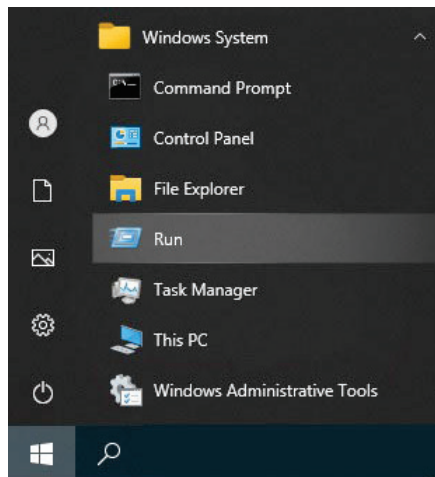 Windows System
Command Prompt
Control Panel
File Explorer
Run
Task Manager
This PC
Windows Administrative Tools